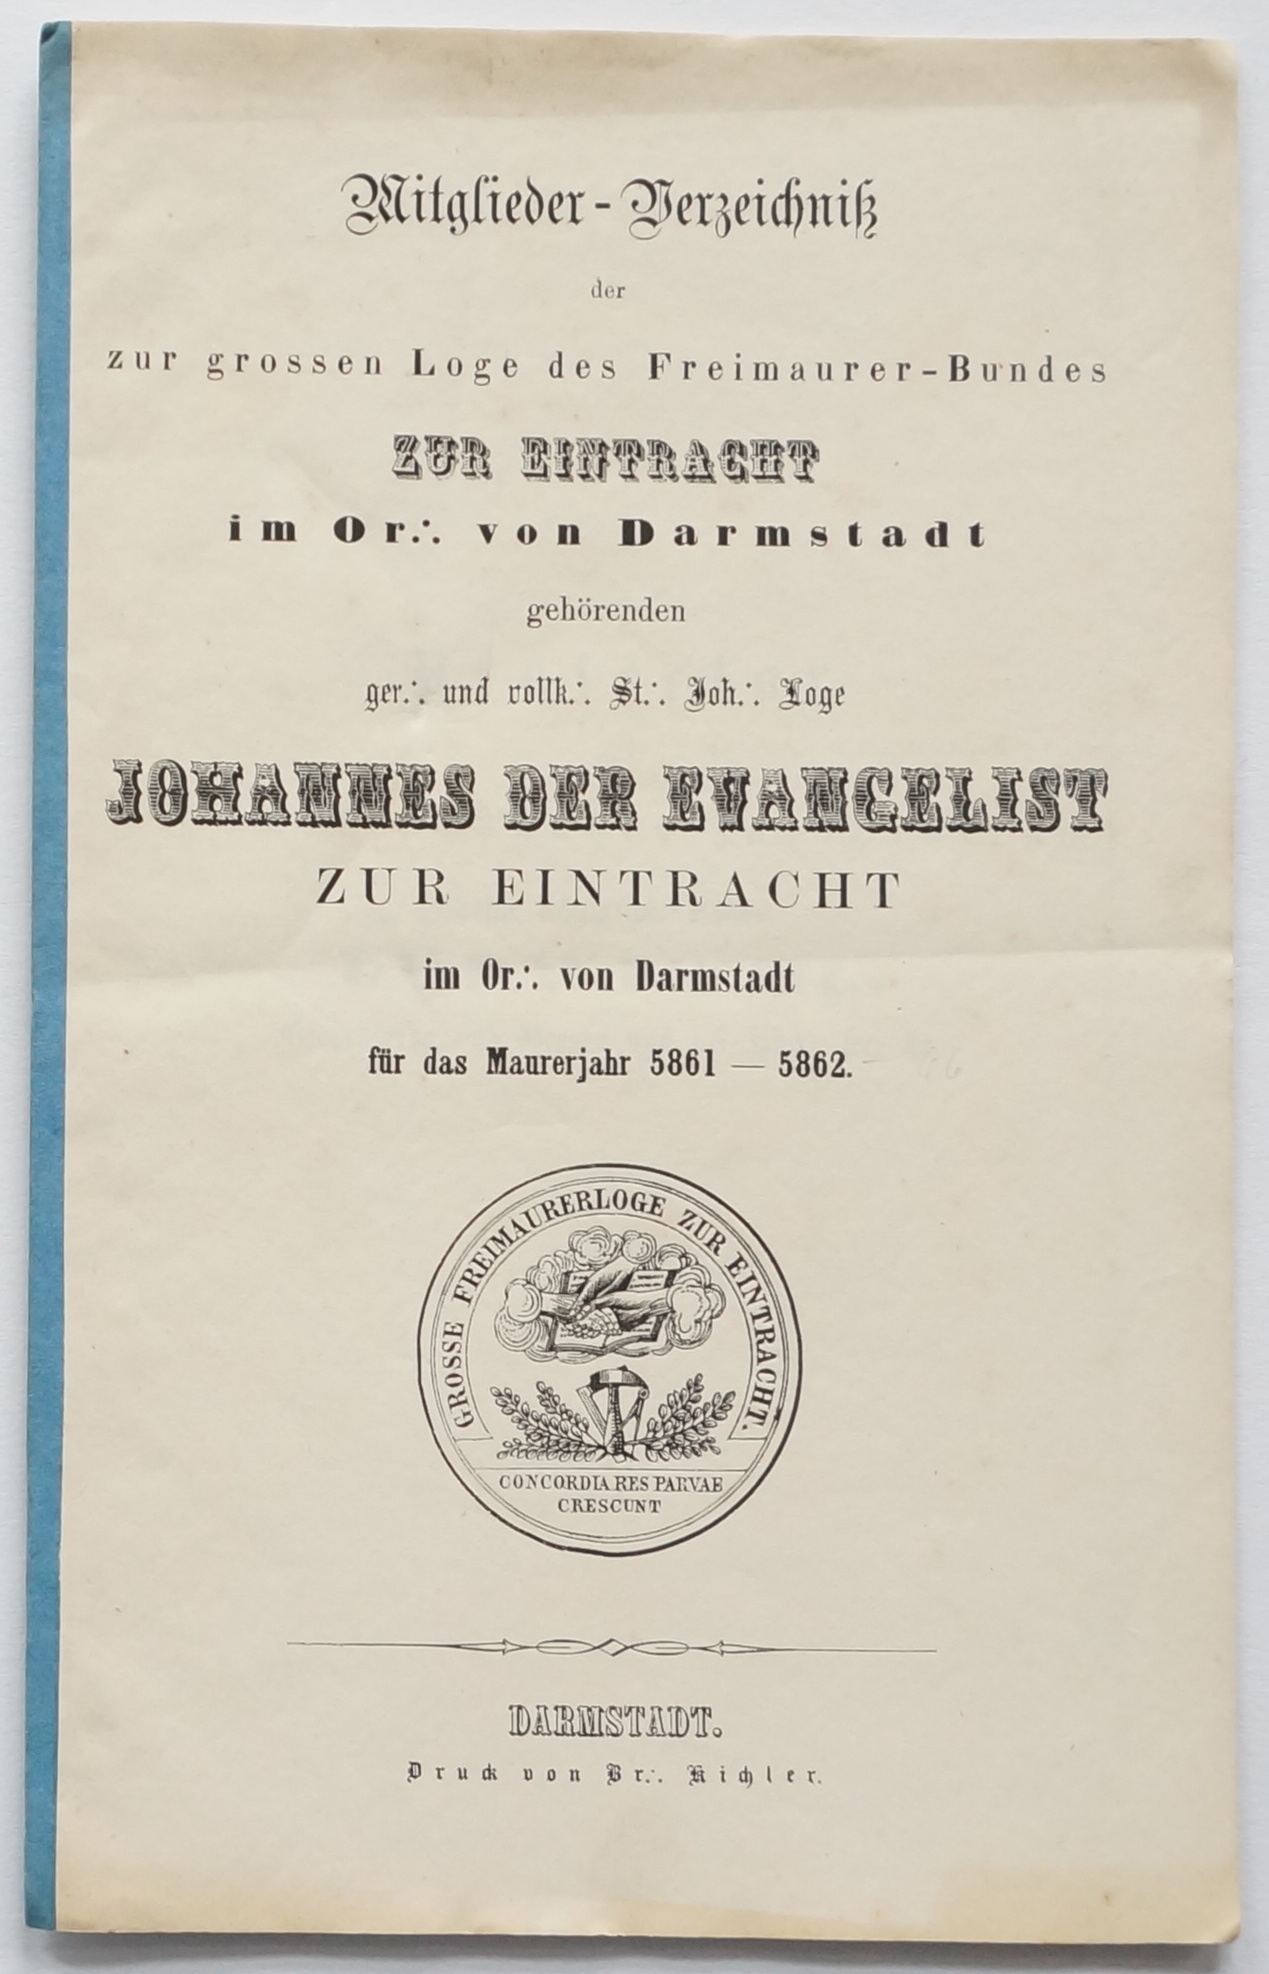 Mitglieder-Verzeichniß
der
zur grossen Loge des Freimaurer-Bundes
ZUR EINTRACHT
im Or∴ von Darmstadt
gehörenden
ger∴ und vollk∴ St∴ Joh∴ Loge
JOHANNES DER EVANGELIST
ZUR EINTRACHT
im Or∴ von Darmstadt
für das Maurerjahr 5861 — 5862.
GROSSE FREIMAURERLOGE ZUR EINTRACHT.
CONCORDIA RES PARVAE
CRESCUNT
DARMSTADT.
Druck von Br∴ Kichler.